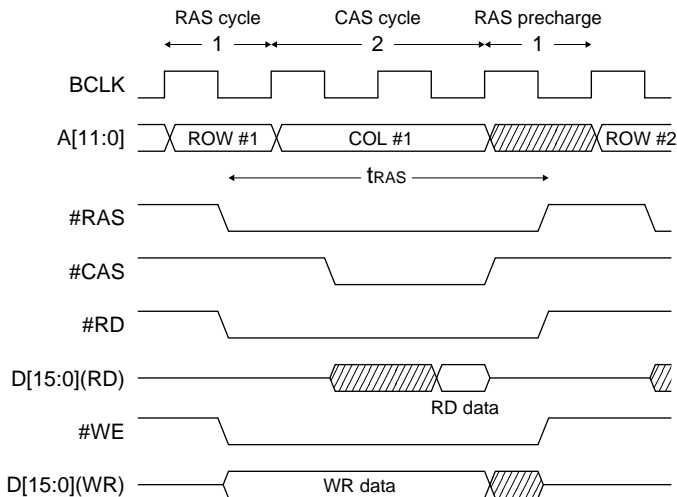 RAS cycle CAS cycle RAS precharge
1 2 1
BCLK
A[11:0] ROW #1 COL #1 ROW #2
tRAS
#RAS
#CAS
#RD
D[15:0](RD)
RD data
#WE
D[15:0](WR) WR data